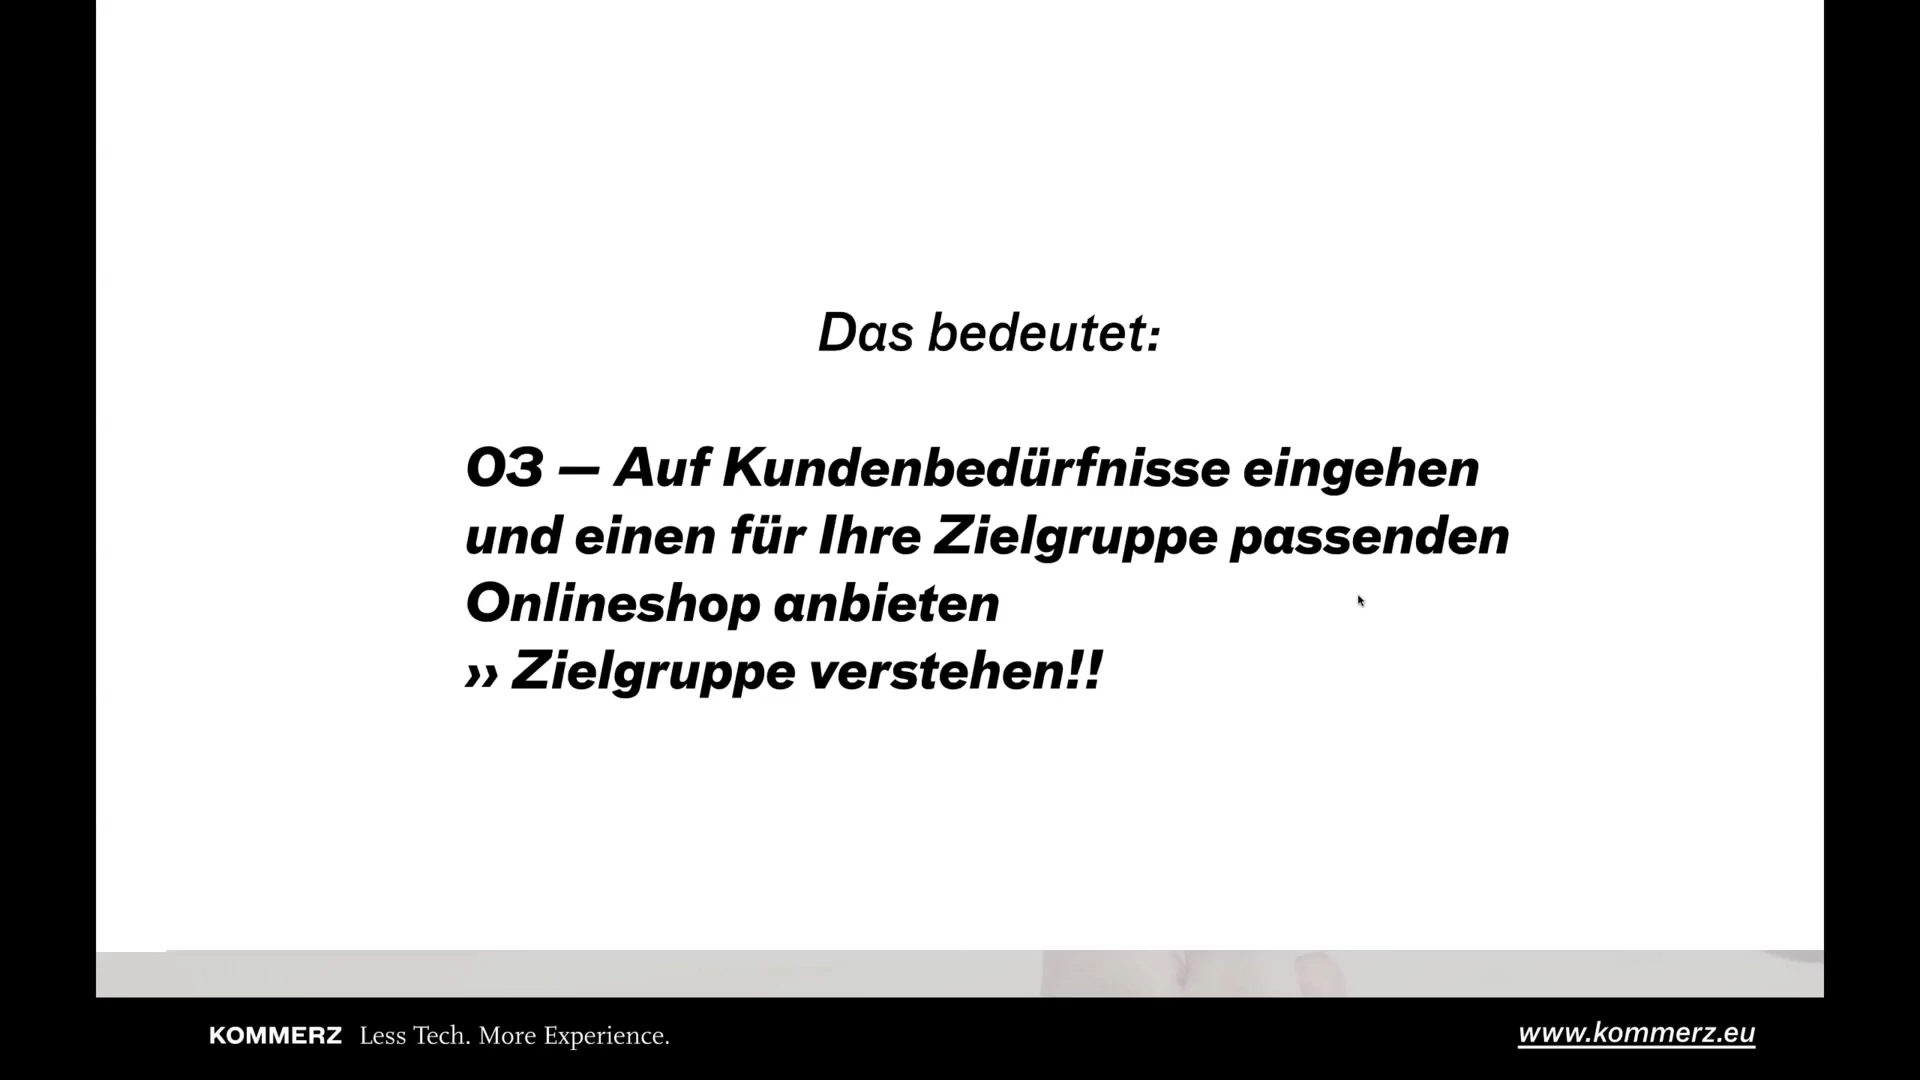 Das bedeutet:
03 — Auf Kundenbedürfnisse eingehen
und einen für Ihre Zielgruppe passenden
Onlineshop anbieten
›› Zielgruppe verstehen!!
KOMMERZ Less Tech. More Experience.
www.kommerz.eu